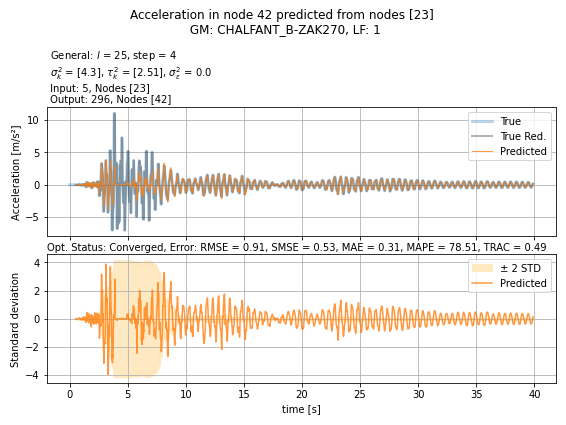 Acceleration in node 42 predicted from nodes [23]
GM: CHALFANT_B-ZAK270, LF: 1
General: l = 25, step = 4
σ²ₖ = [4.3], τ²ₖ = [2.51], σ²ε = 0.0
Input: 5, Nodes [23]
Output: 296, Nodes [42]
Acceleration [m/s²]
10
5
0
−5
True
True Red.
Predicted
Opt. Status: Converged, Error: RMSE = 0.91, SMSE = 0.53, MAE = 0.31, MAPE = 78.51, TRAC = 0.49
Standard deviation
4
2
0
−2
−4
± 2 STD
Predicted
0 5 10 15 20 25 30 35 40
time [s]